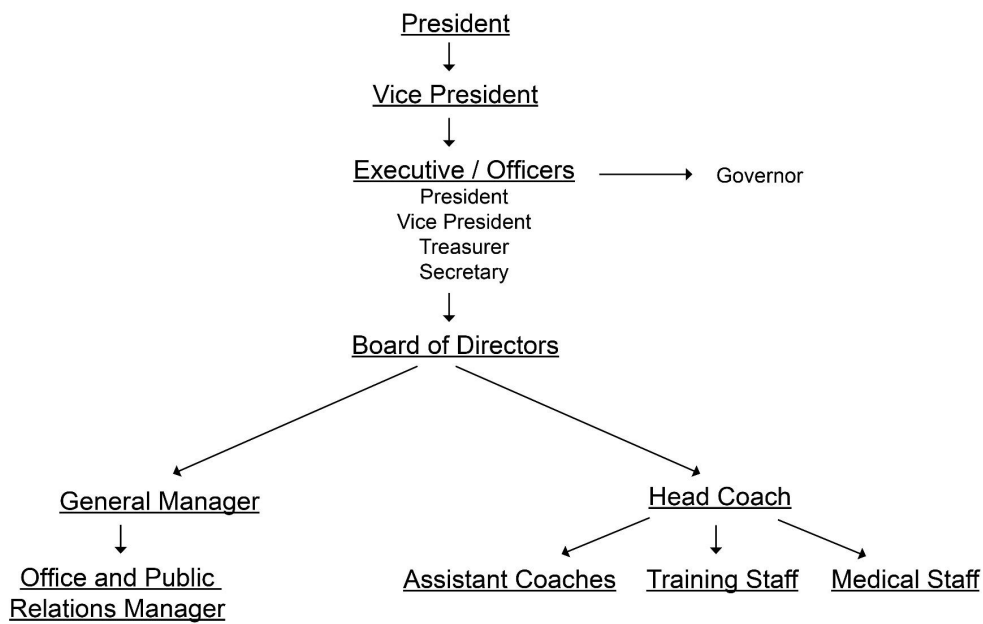 President
Vice President
Executive / Officers
Governor
President
Vice President
Treasurer
Secretary
Board of Directors
General Manager
Head Coach
Office and Public
Relations Manager
Assistant Coaches
Training Staff
Medical Staff